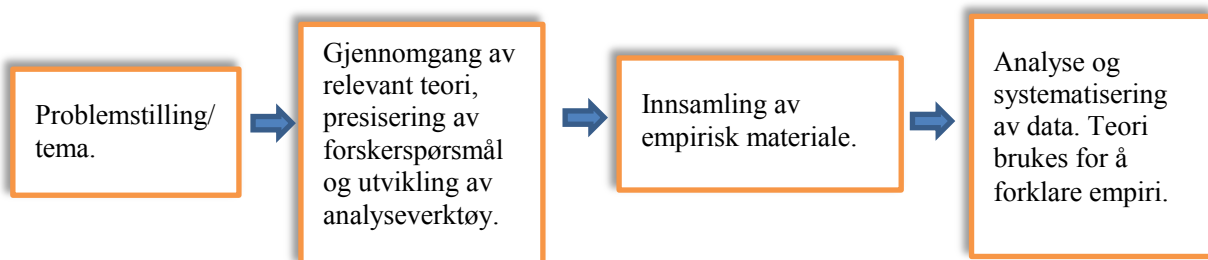 Problemstilling/
tema.
Gjennomgang av
relevant teori,
presisering av
forskerspørsmål
og utvikling av
analyseverktøy.
Innsamling av
empirisk materiale.
Analyse og
systematisering
av data. Teori
brukes for å
forklare empiri.